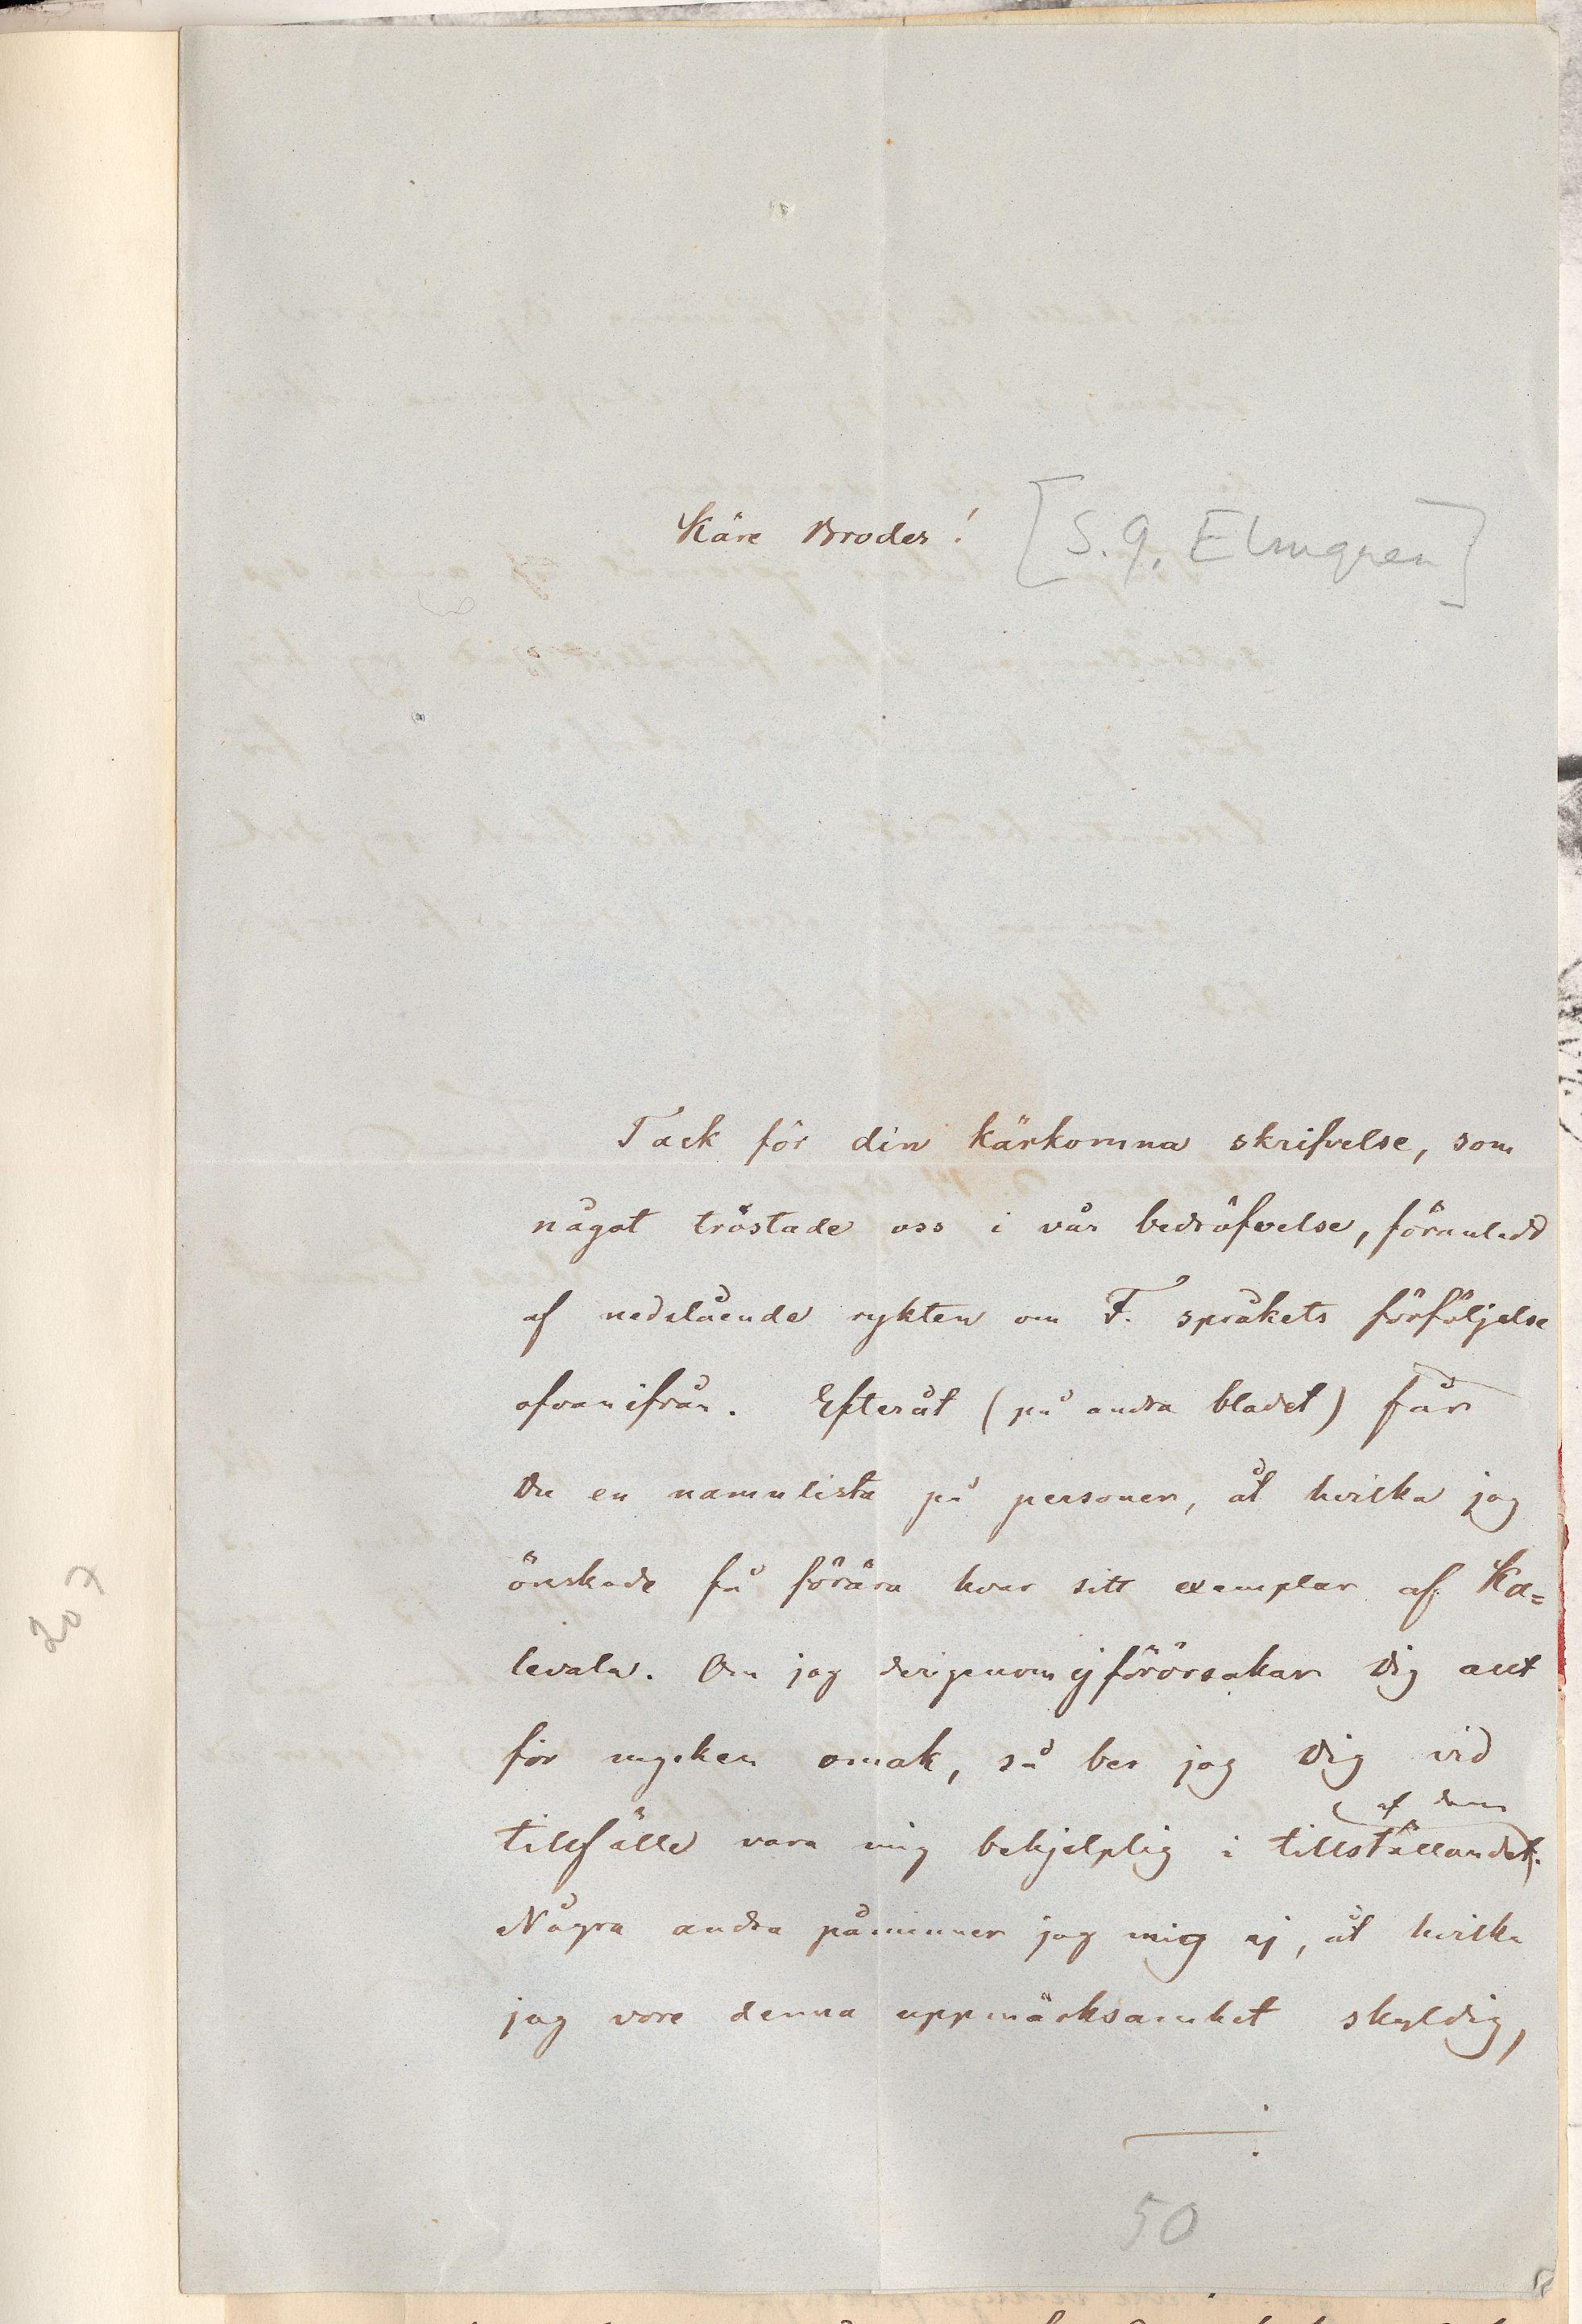 Käre Broder! [S. G. Elmgren]
Tack för din kärkomna skrifvelse, som
något tröstade oss i vår bedröfvelse, föranledd
af nedslående rykten om F. språkets förföljelse
ofvanifrån. Efteråt (på andra bladet) får
Du en namnlista på personer, åt hvilka jag
önskade få förära hvar sitt exemplar af Ka=
levala. Om jag derigenom ej förorsakar Dig allt
för mycken omak, så ber jag Dig vid
tillfälle vara mig behjelplig i tillställandet
af dem.
Några andra påminner jag mig ej, åt hvilka
jag vore denna uppmärksamhet skyldig,
207
50